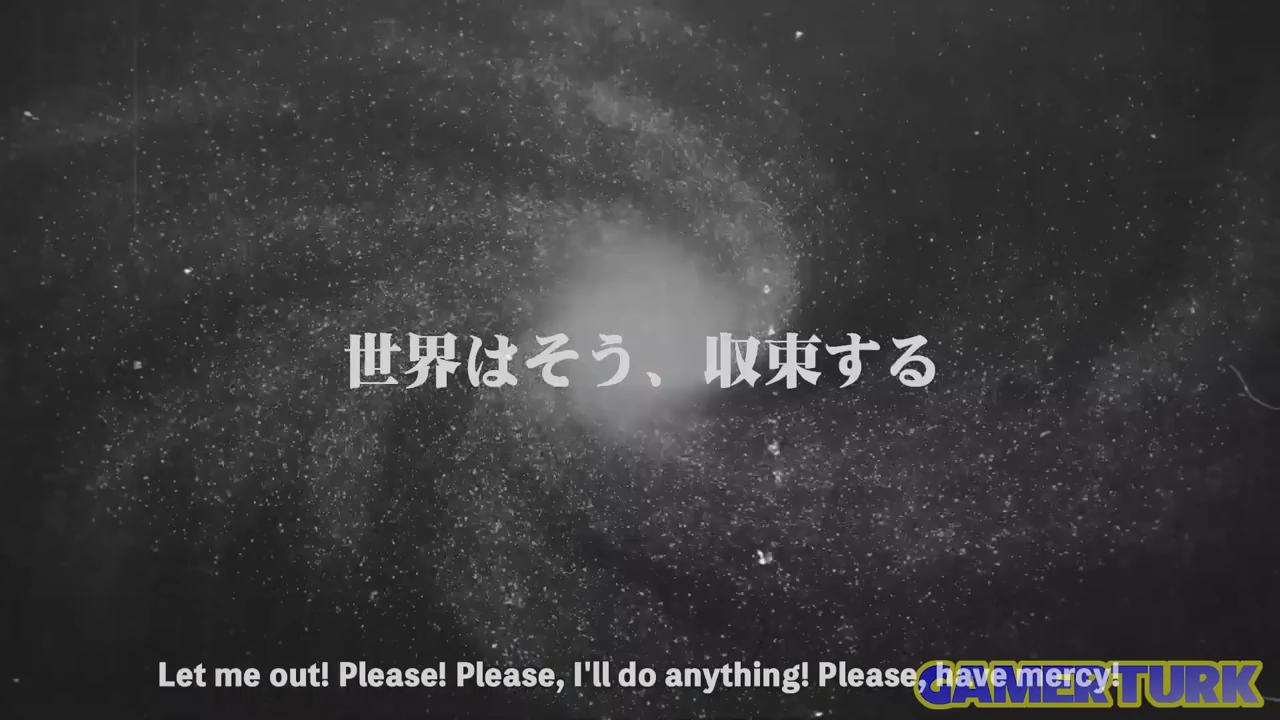 世界はそう、収束する
Let me out! Please! Please, I'll do anything! Please, have mercy!
GAMERTURK